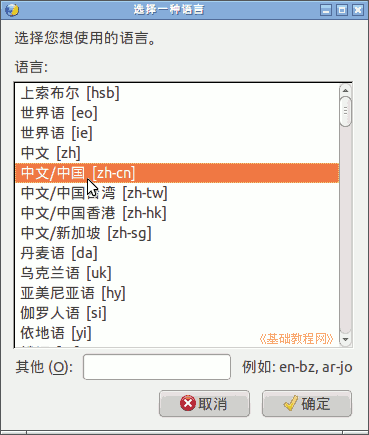 选择一种语言
选择您想使用的语言。
语言:
上索布尔 [hsb]
世界语 [eo]
世界语 [ie]
中文 [zh]
中文/中国 [zh-cn]
中文/中国台湾 [zh-tw]
中文/中国香港 [zh-hk]
中文/新加坡 [zh-sg]
丹麦语 [da]
乌克兰语 [uk]
亚美尼亚语 [hy]
伽罗人语 [si]
依地语 [yi]
《基础教程网》
其他 (O): 例如: en-bz, ar-jo
取消 确定